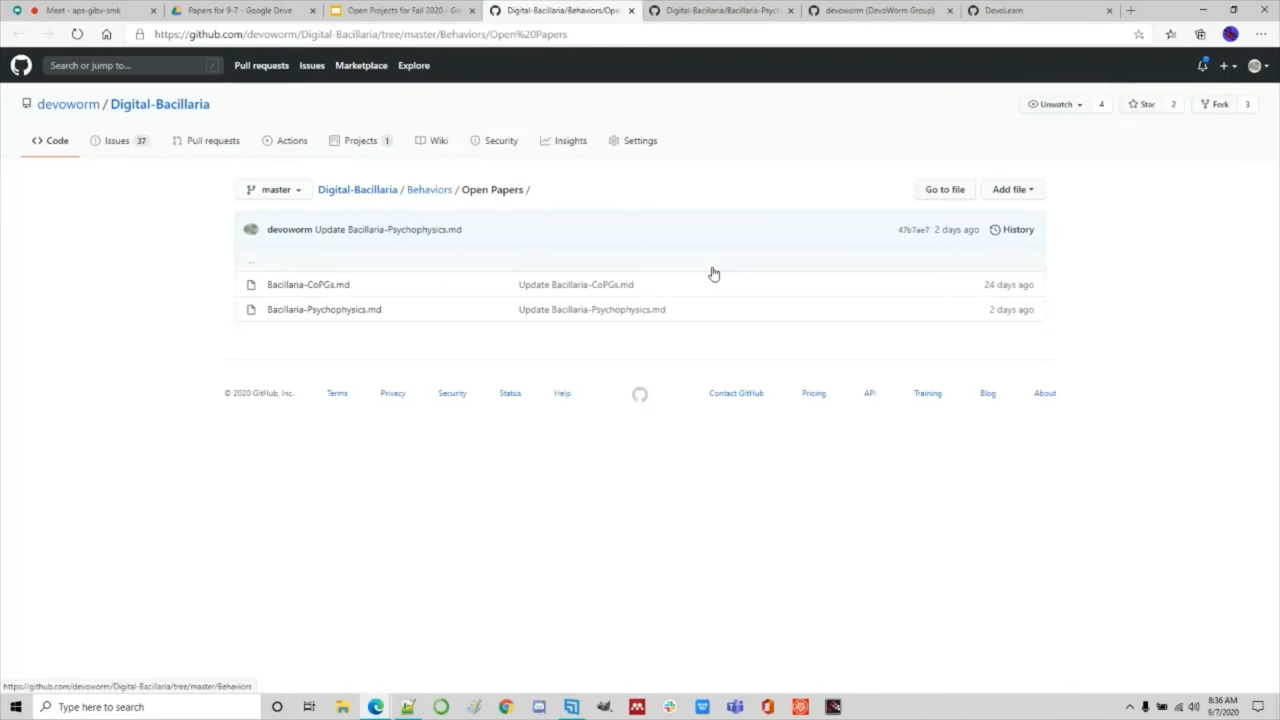 Meet - aps-gibv-smk
Papers for 9-7 - Google Drive
Open Projects for Fall 2020 - Go
Digital-Bacillaria/Behaviors/Ope
Digital-Bacillaria/Bacillaria-Psych
devoworm (DevoWorm Group)
DevoLearn
https://github.com/devoworm/Digital-Bacillaria/tree/master/Behaviors/Open%20Papers
Search or jump to... /
Pull requests Issues Marketplace Explore
devoworm / Digital-Bacillaria
Unwatch 4 Star 2 Fork 3
Code Issues 37 Pull requests Actions Projects 1 Wiki Security Insights Settings
master Digital-Bacillaria / Behaviors / Open Papers / Go to file Add file
devoworm Update Bacillaria-Psychophysics.md 47b7ae7 2 days ago History
..
Bacillaria-CoPGs.md Update Bacillaria-CoPGs.md 24 days ago
Bacillaria-Psychophysics.md Update Bacillaria-Psychophysics.md 2 days ago
© 2020 GitHub, Inc. Terms Privacy Security Status Help Contact GitHub Pricing API Training Blog About
https://github.com/devoworm/Digital-Bacillaria/tree/master/Behaviors
Type here to search
8:36 AM
9/7/2020